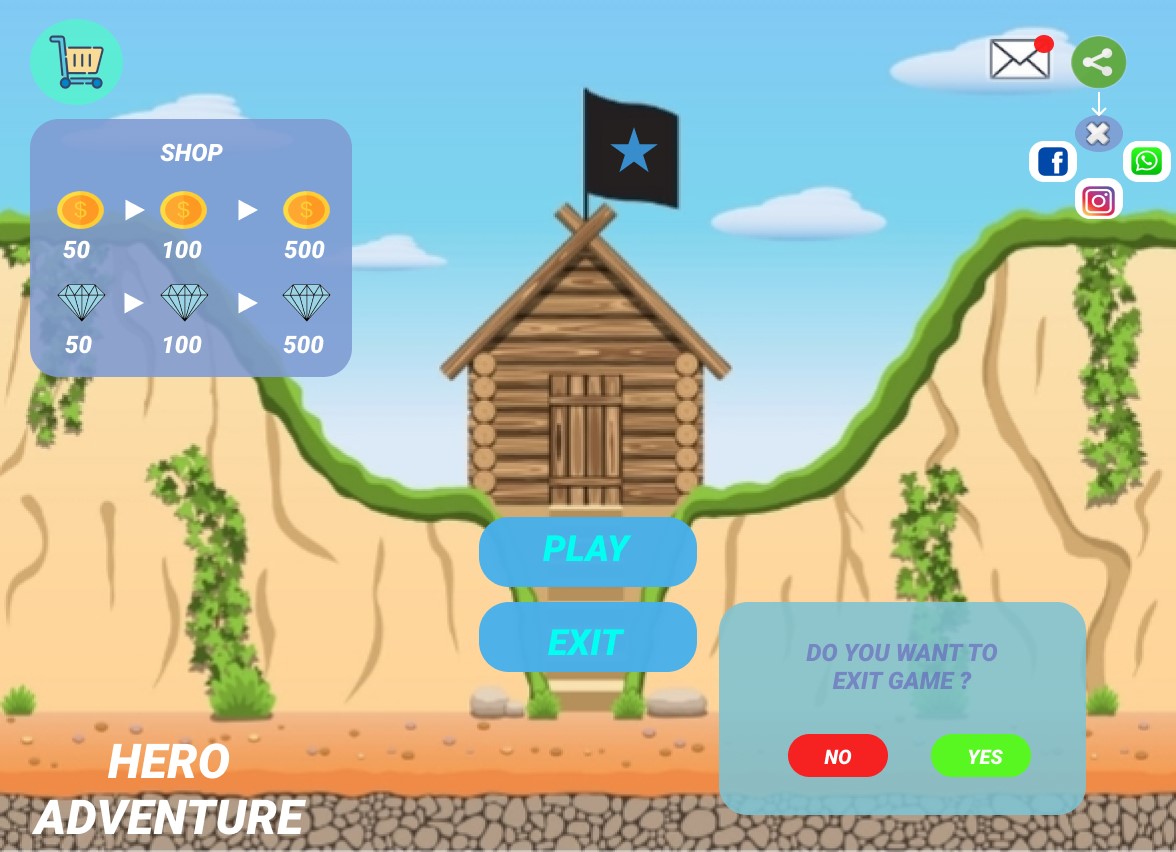 SHOP
$ $ $
50 100 500
50 100 500
f
PLAY
EXIT
DO YOU WANT TO
EXIT GAME ?
NO YES
HERO
ADVENTURE